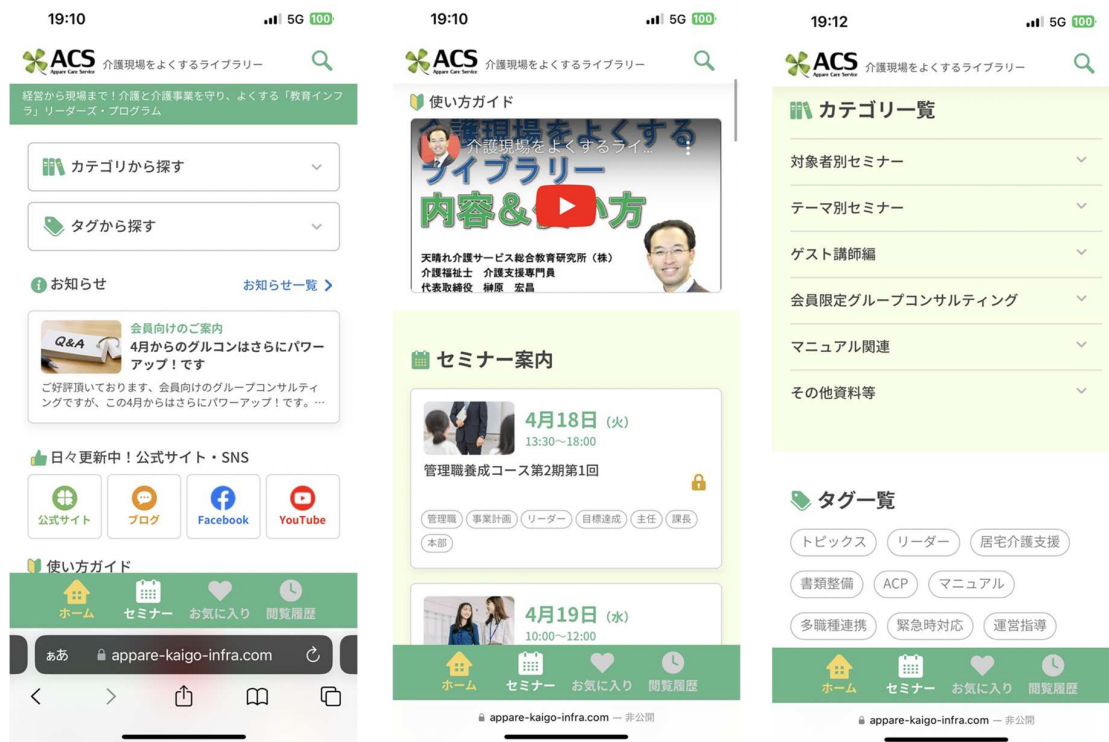 19:10
5G 100
ACS
Appare Care Service
介護現場をよくするライブラリー
経営から現場まで！介護と介護事業を守り、よくする「教育インフ
ラ」リーダーズ・プログラム
カテゴリから探す
タグから探す
お知らせ
お知らせ一覧
Q&A
会員向けのご案内
4月からのグルコンはさらにパワー
アップ！です
ご好評頂いております、会員向けのグループコンサルティ
ングですが、この4月からはさらにパワーアップ！です。…
日々更新中！公式サイト・SNS
公式サイト
ブログ
Facebook
YouTube
使い方ガイド
ホーム
セミナー
お気に入り
閲覧履歴
ああ
appare-kaigo-infra.com
19:10
5G 100
ACS
Appare Care Service
介護現場をよくするライブラリー
使い方ガイド
介護現場をよくする
介護現場をよくするライ...
ライブラリー
内容&使い方
天晴れ介護サービス総合教育研究所（株）
介護福祉士 介護支援専門員
代表取締役 榊原 宏昌
セミナー案内
4月18日（火）
13:30～18:00
管理職養成コース第2期第1回
管理職 事業計画 リーダー 目標達成 主任 課長
本部
4月19日（水）
10:00～12:00
ホーム
セミナー
お気に入り
閲覧履歴
appare-kaigo-infra.com — 非公開
19:12
5G 100
ACS
Appare Care Service
介護現場をよくするライブラリー
カテゴリ一覧
対象者別セミナー
テーマ別セミナー
ゲスト講師編
会員限定グループコンサルティング
マニュアル関連
その他資料等
タグ一覧
トピックス リーダー 居宅介護支援
書類整備 ACP マニュアル
多職種連携 緊急時対応 運営指導
ホーム
セミナー
お気に入り
閲覧履歴
appare-kaigo-infra.com — 非公開